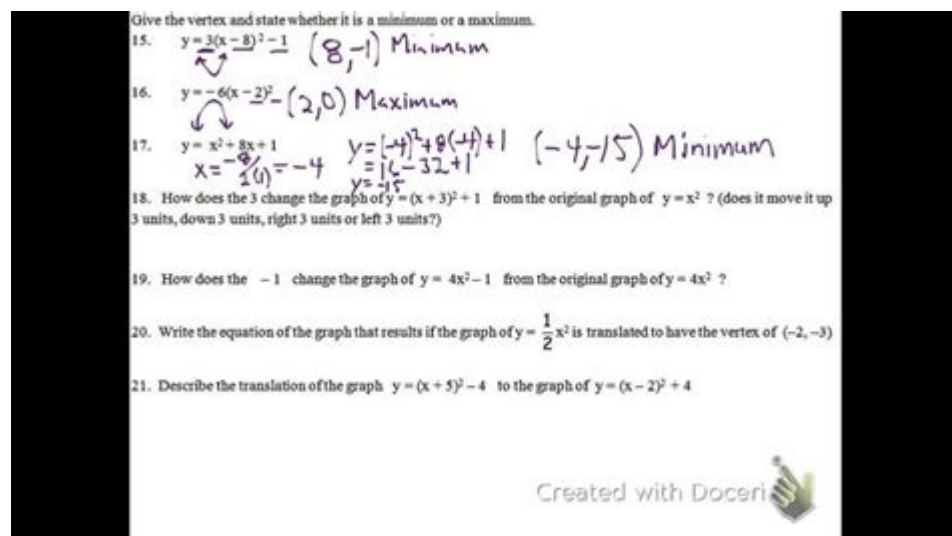 Give the vertex and state whether it is a minimum or a maximum.
15. y = 3(x – 8)² – 1 (8,-1) Minimum
16. y = – 6(x – 2)² (2,0) Maximum
17. y = x² + 8x + 1 y = (-4)² + 8(-4) + 1 (-4,-15) Minimum
x = -8/2(1) = -4 = 16 - 32 + 1
y = -15
18. How does the 3 change the graph of y = (x + 3)² + 1 from the original graph of y = x² ? (does it move it up
3 units, down 3 units, right 3 units or left 3 units?)
19. How does the – 1 change the graph of y = 4x² – 1 from the original graph of y = 4x² ?
20. Write the equation of the graph that results if the graph of y = 1/2 x² is translated to have the vertex of (–2, –3)
21. Describe the translation of the graph y = (x + 5)² – 4 to the graph of y = (x – 2)² + 4
Created with Doceri